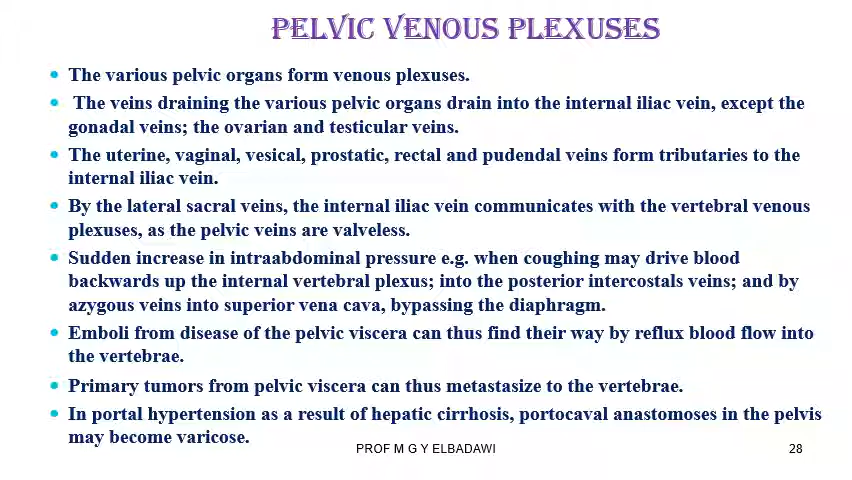 PELVIC VENOUS PLEXUSES
• The various pelvic organs form venous plexuses.
• The veins draining the various pelvic organs drain into the internal iliac vein, except the
gonadal veins; the ovarian and testicular veins.
• The uterine, vaginal, vesical, prostatic, rectal and pudendal veins form tributaries to the
internal iliac vein.
• By the lateral sacral veins, the internal iliac vein communicates with the vertebral venous
plexuses, as the pelvic veins are valveless.
• Sudden increase in intraabdominal pressure e.g. when coughing may drive blood
backwards up the internal vertebral plexus; into the posterior intercostals veins; and by
azygous veins into superior vena cava, bypassing the diaphragm.
• Emboli from disease of the pelvic viscera can thus find their way by reflux blood flow into
the vertebrae.
• Primary tumors from pelvic viscera can thus metastasize to the vertebrae.
• In portal hypertension as a result of hepatic cirrhosis, portocaval anastomoses in the pelvis
may become varicose.
PROF M G Y ELBADAWI 28